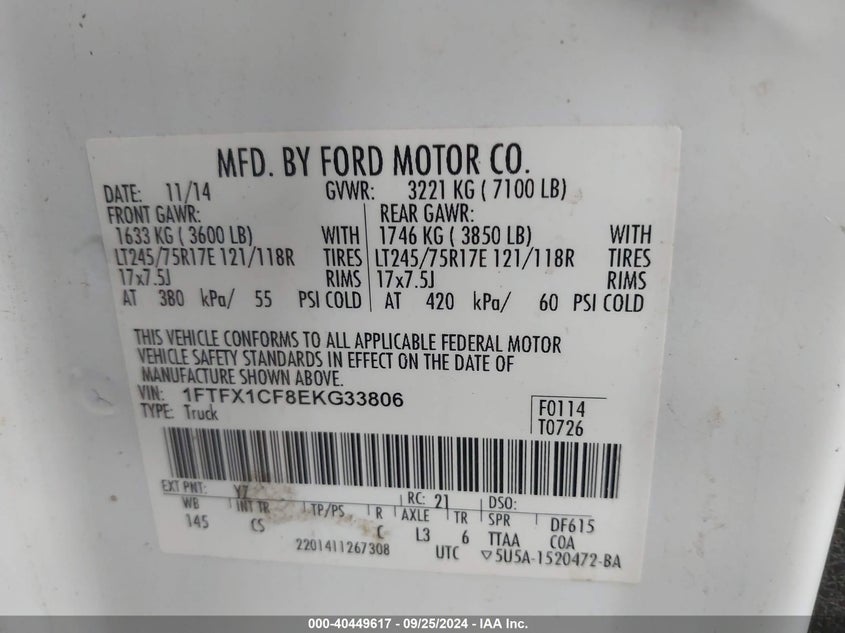 MFD. BY FORD MOTOR CO.
DATE: 11/14 GVWR: 3221 KG ( 7100 LB)
FRONT GAWR: REAR GAWR:
1633 KG ( 3600 LB) WITH 1746 KG ( 3850 LB) WITH
LT245/75R17E 121/118R TIRES LT245/75R17E 121/118R TIRES
17x7.5J RIMS 17x7.5J RIMS
AT 380 kPa/ 55 PSI COLD AT 420 kPa/ 60 PSI COLD
THIS VEHICLE CONFORMS TO ALL APPLICABLE FEDERAL MOTOR
VEHICLE SAFETY STANDARDS IN EFFECT ON THE DATE OF
MANUFACTURE SHOWN ABOVE.
VIN: 1FTFX1CF8EKG33806
TYPE: Truck
F0114
T0726
EXT PNT: YZ RC: 21 DSO:
WB INT TR TP/PS R AXLE TR SPR DF615
145 CS C L3 6 TTAA COA
2201411267308 UTC ▽5U5A-1520472-BA
000-40449617 - 09/25/2024 - IAA Inc.